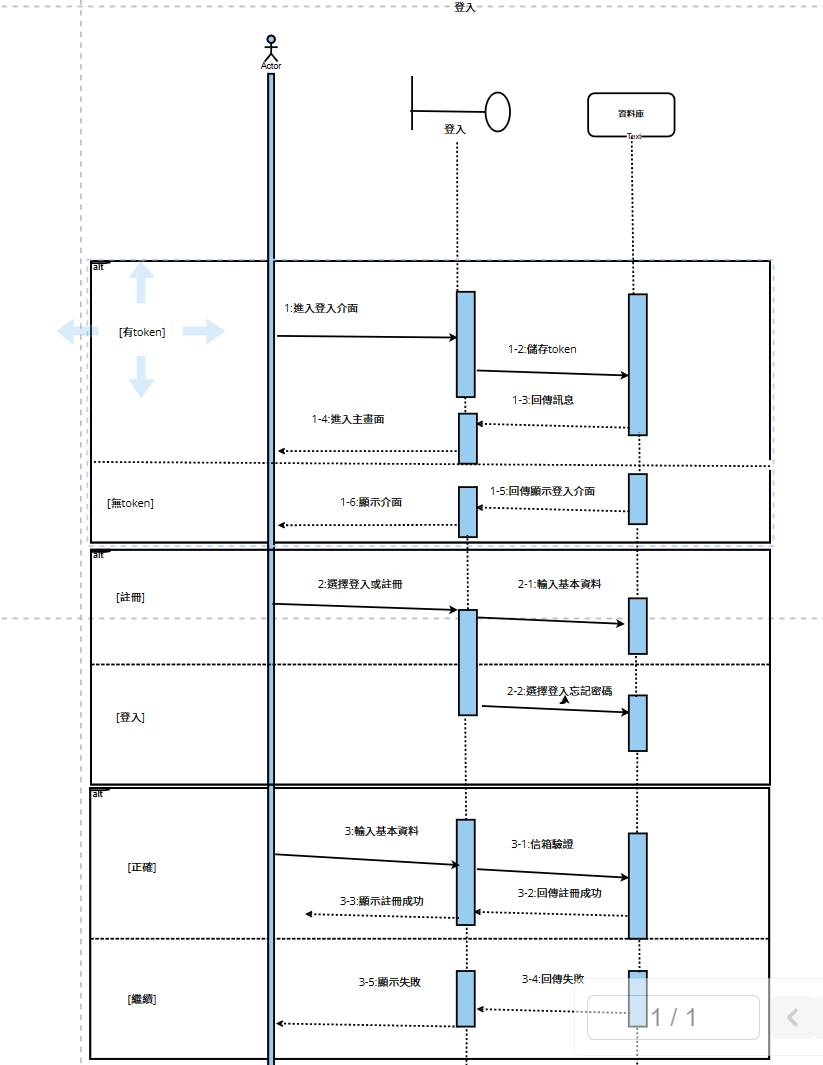 登入
Actor
登入
資料庫
Text
alt
1:進入登入介面
[有token]
1-2:儲存token
1-3:回傳訊息
1-4:進入主畫面
1-5:回傳顯示登入介面
[無token]
1-6:顯示介面
alt
2:選擇登入或註冊
2-1:輸入基本資料
[註冊]
2-2:選擇登入忘記密碼
[登入]
alt
3:輸入基本資料
3-1:信箱驗證
[正確]
3-2:回傳註冊成功
3-3:顯示註冊成功
3-4:回傳失敗
3-5:顯示失敗
[繼續]
1 / 1